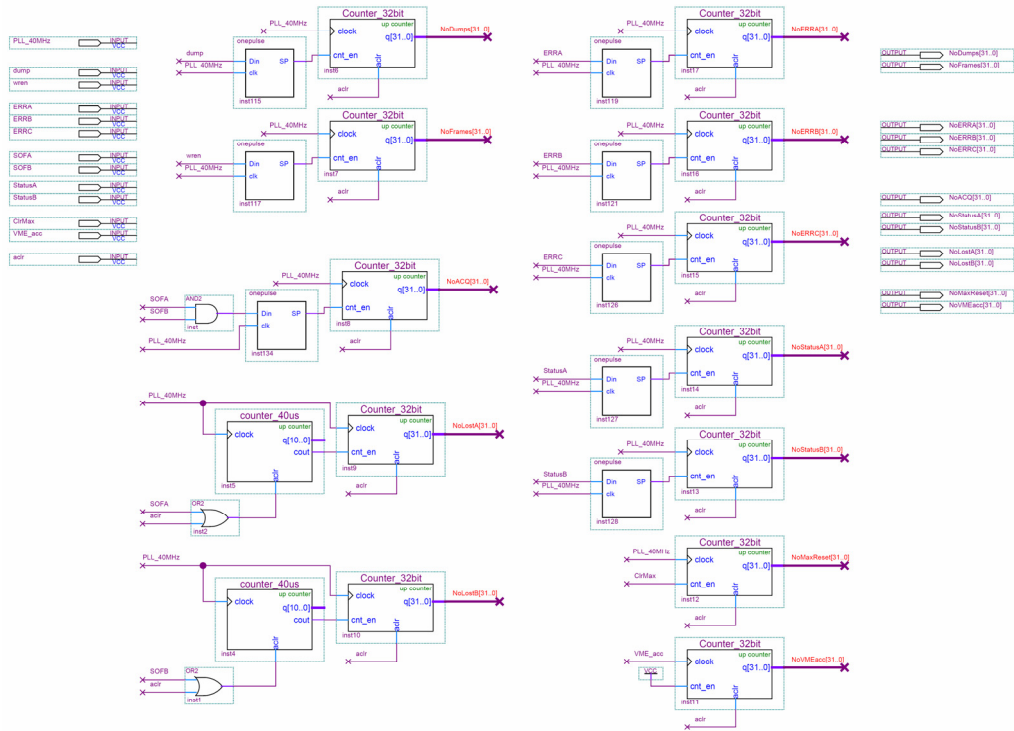 PLL_40MHz INPUT VCC
dump INPUT VCC
wren INPUT
ERRA INPUT VCC
ERRB INPUT VCC
ERRC INPUT VCC
SOFA INPUT VCC
SOFB INPUT VCC
StatusA INPUT VCC
StatusB INPUT VCC
ClrMax INPUT VCC
VME_acc INPUT VCC
aclr INPUT VCC
Counter_32bit
PLL_40MHz
clock
up counter
q[31..0]
NoDumps[31..0]
cnt_en
aclr
inst6
dump
PLL_40MHz
onepulse
Din SP
clk
inst115
aclr
Counter_32bit
PLL_40MHz
clock
up counter
q[31..0]
NoFrames[31..0]
cnt_en
aclr
inst7
wren
PLL_40MHz
onepulse
Din SP
clk
inst117
aclr
Counter_32bit
PLL_40MHz
clock
up counter
q[31..0]
NoACQ[31..0]
cnt_en
aclr
inst8
SOFA
SOFB
AND2
inst
onepulse
Din SP
clk
inst134
PLL_40MHz
aclr
PLL_40MHz
counter_40us
up counter
clock
q[10..0]
cout
aclr
inst5
Counter_32bit
up counter
clock
q[31..0]
NoLostA[31..0]
cnt_en
aclr
inst9
aclr
SOFA
aclr
OR2
inst2
PLL_40MHz
counter_40us
up counter
clock
q[10..0]
cout
aclr
inst4
Counter_32bit
up counter
clock
q[31..0]
NoLostB[31..0]
cnt_en
aclr
inst10
aclr
SOFB
aclr
OR2
inst1
Counter_32bit
PLL_40MHz
clock
up counter
q[31..0]
NoERRA[31..0]
cnt_en
aclr
inst17
ERRA
PLL_40MHz
onepulse
Din SP
clk
inst119
aclr
Counter_32bit
PLL_40MHz
clock
up counter
q[31..0]
NoERRB[31..0]
cnt_en
aclr
inst16
ERRB
PLL_40MHz
onepulse
Din SP
clk
inst121
aclr
Counter_32bit
PLL_40MHz
clock
up counter
q[31..0]
NoERRC[31..0]
cnt_en
aclr
inst15
ERRC
PLL_40MHz
onepulse
Din SP
clk
inst126
aclr
Counter_32bit
PLL_40MHz
clock
up counter
q[31..0]
NoStatusA[31..0]
cnt_en
aclr
inst14
StatusA
PLL_40MHz
onepulse
Din SP
clk
inst127
aclr
Counter_32bit
PLL_40MHz
clock
up counter
q[31..0]
NoStatusB[31..0]
cnt_en
aclr
inst13
StatusB
PLL_40MHz
onepulse
Din SP
clk
inst128
aclr
Counter_32bit
PLL_40MHz
clock
up counter
q[31..0]
NoMaxReset[31..0]
ClrMax
cnt_en
aclr
inst12
aclr
Counter_32bit
VME_acc
clock
up counter
q[31..0]
NoVMEacc[31..0]
VCC
cnt_en
aclr
inst11
aclr
OUTPUT NoDumps[31..0]
OUTPUT NoFrames[31..0]
OUTPUT NoERRA[31..0]
OUTPUT NoERRB[31..0]
OUTPUT NoERRC[31..0]
OUTPUT NoACQ[31..0]
OUTPUT NoStatusA[31..0]
OUTPUT NoStatusB[31..0]
OUTPUT NoLostA[31..0]
OUTPUT NoLostB[31..0]
OUTPUT NoMaxReset[31..0]
OUTPUT NoVMEacc[31..0]